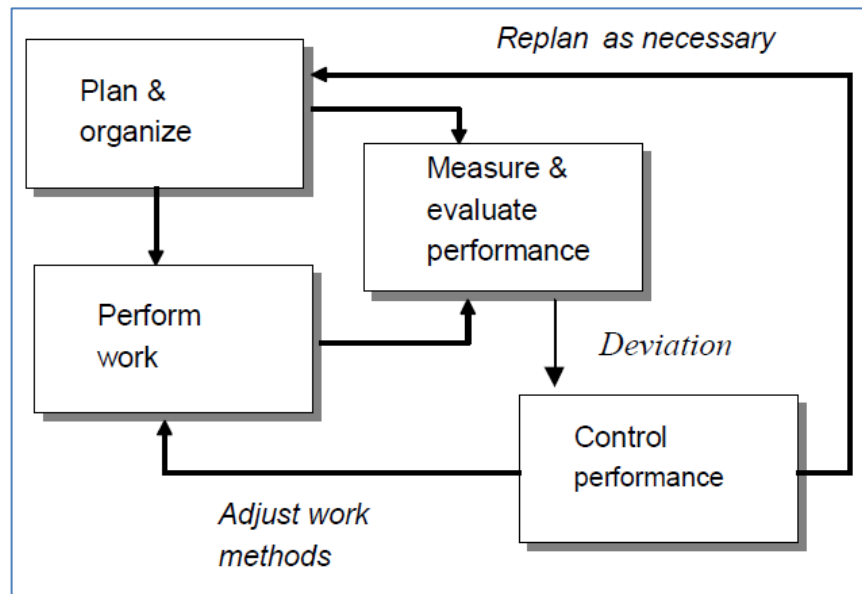 Replan as necessary
Plan &
organize
Measure &
evaluate
performance
Perform
work
Deviation
Control
performance
Adjust work
methods